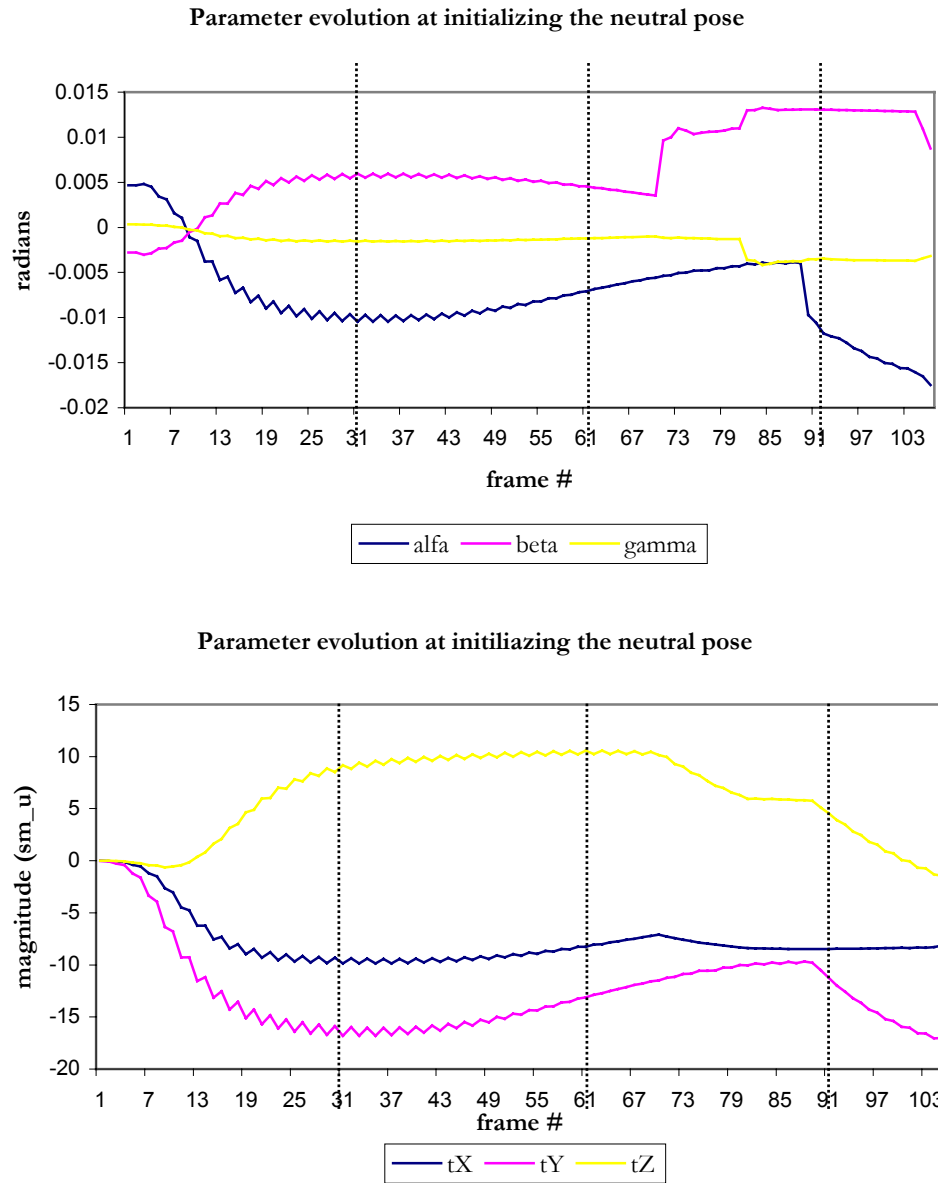 Parameter evolution at initializing the neutral pose
0.015
0.01
0.005
0
-0.005
-0.01
-0.015
-0.02
radians
1 7 13 19 25 31 37 43 49 55 61 67 73 79 85 91 97 103
frame #
alfa beta gamma
Parameter evolution at initiliazing the neutral pose
15
10
5
0
-5
-10
-15
-20
magnitude (sm_u)
1 7 13 19 25 31 37 43 49 55 61 67 73 79 85 91 97 103
frame #
tX tY tZ